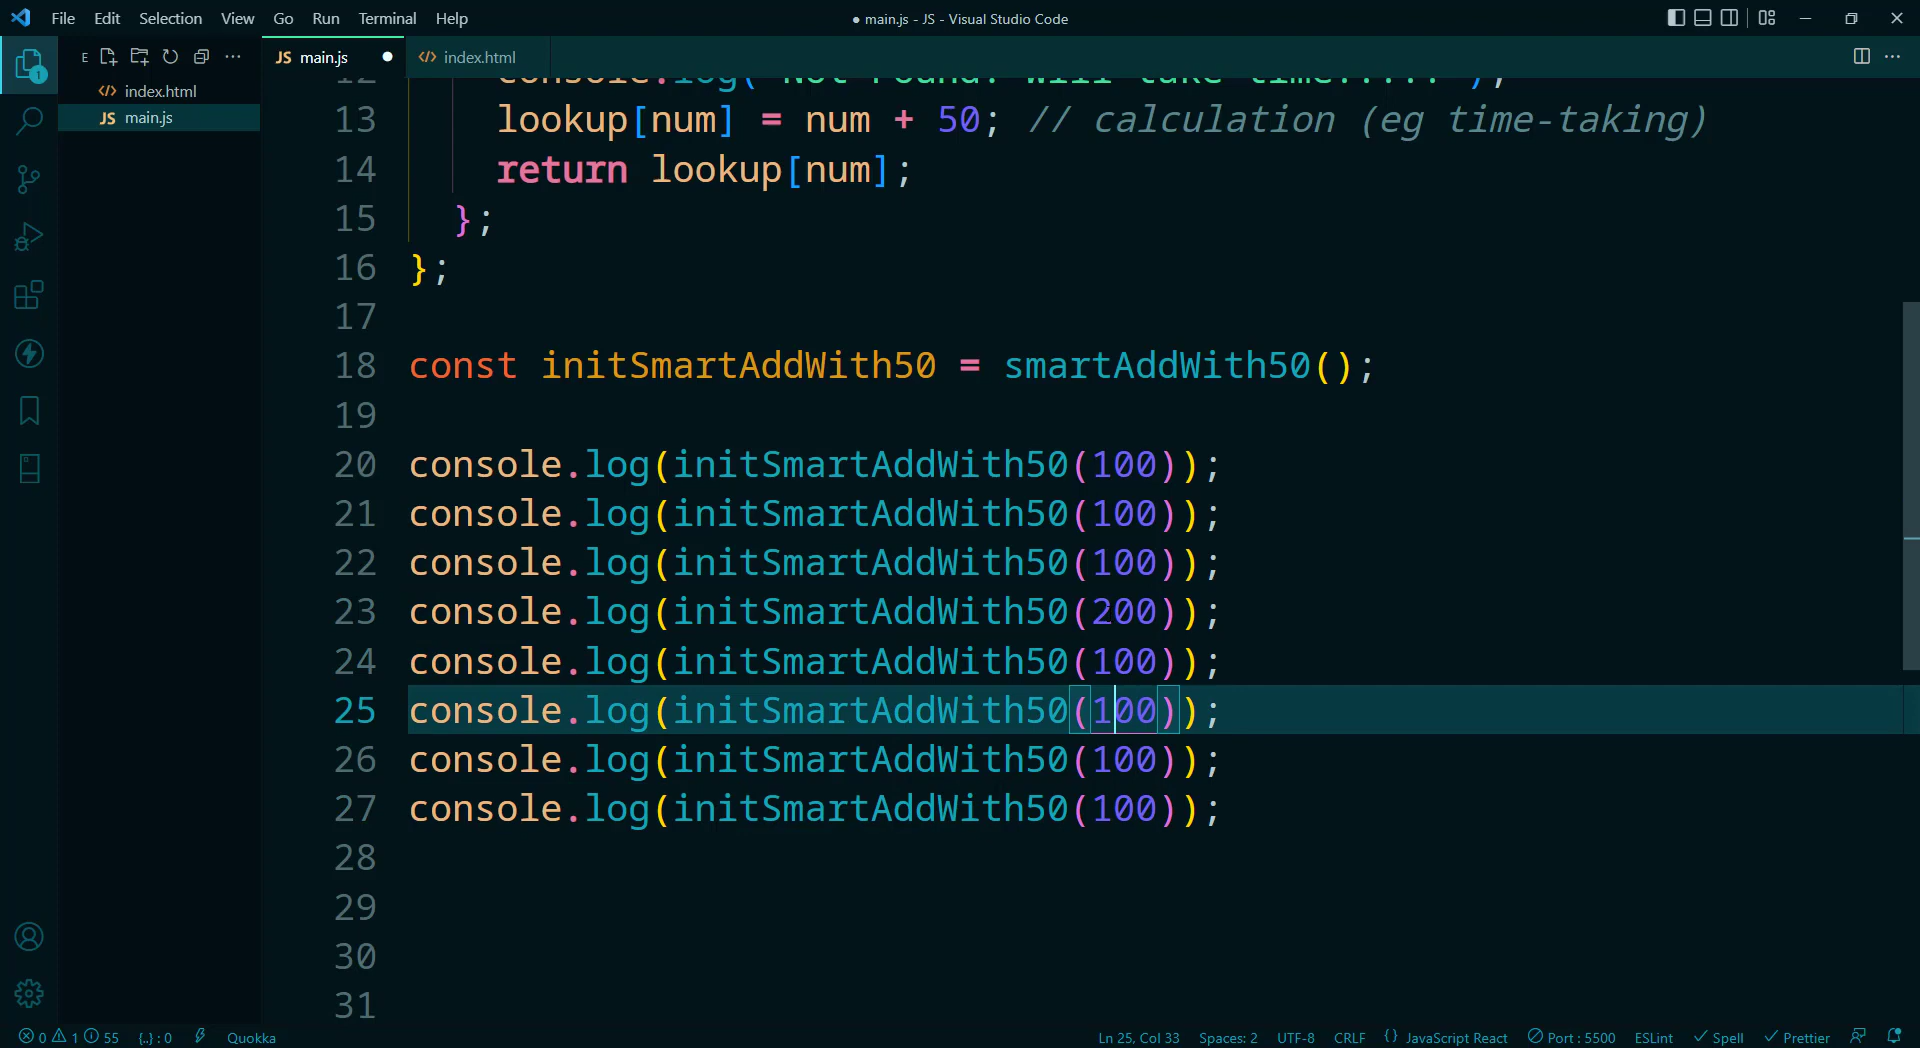 File Edit Selection View Go Run Terminal Help
● main.js - JS - Visual Studio Code
E
JS main.js ●
</> index.html
1
</> index.html
JS main.js
13 lookup[num] = num + 50; // calculation (eg time-taking)
14 return lookup[num];
15 };
16 };
17
18 const initSmartAddWith50 = smartAddWith50();
19
20 console.log(initSmartAddWith50(100));
21 console.log(initSmartAddWith50(100));
22 console.log(initSmartAddWith50(100));
23 console.log(initSmartAddWith50(200));
24 console.log(initSmartAddWith50(100));
25 console.log(initSmartAddWith50(100));
26 console.log(initSmartAddWith50(100));
27 console.log(initSmartAddWith50(100));
28
29
30
31
0 1 55 {..} : 0 Quokka Ln 25, Col 33 Spaces: 2 UTF-8 CRLF {} JavaScript React Port : 5500 ESLint ✓ Spell ✓ Prettier